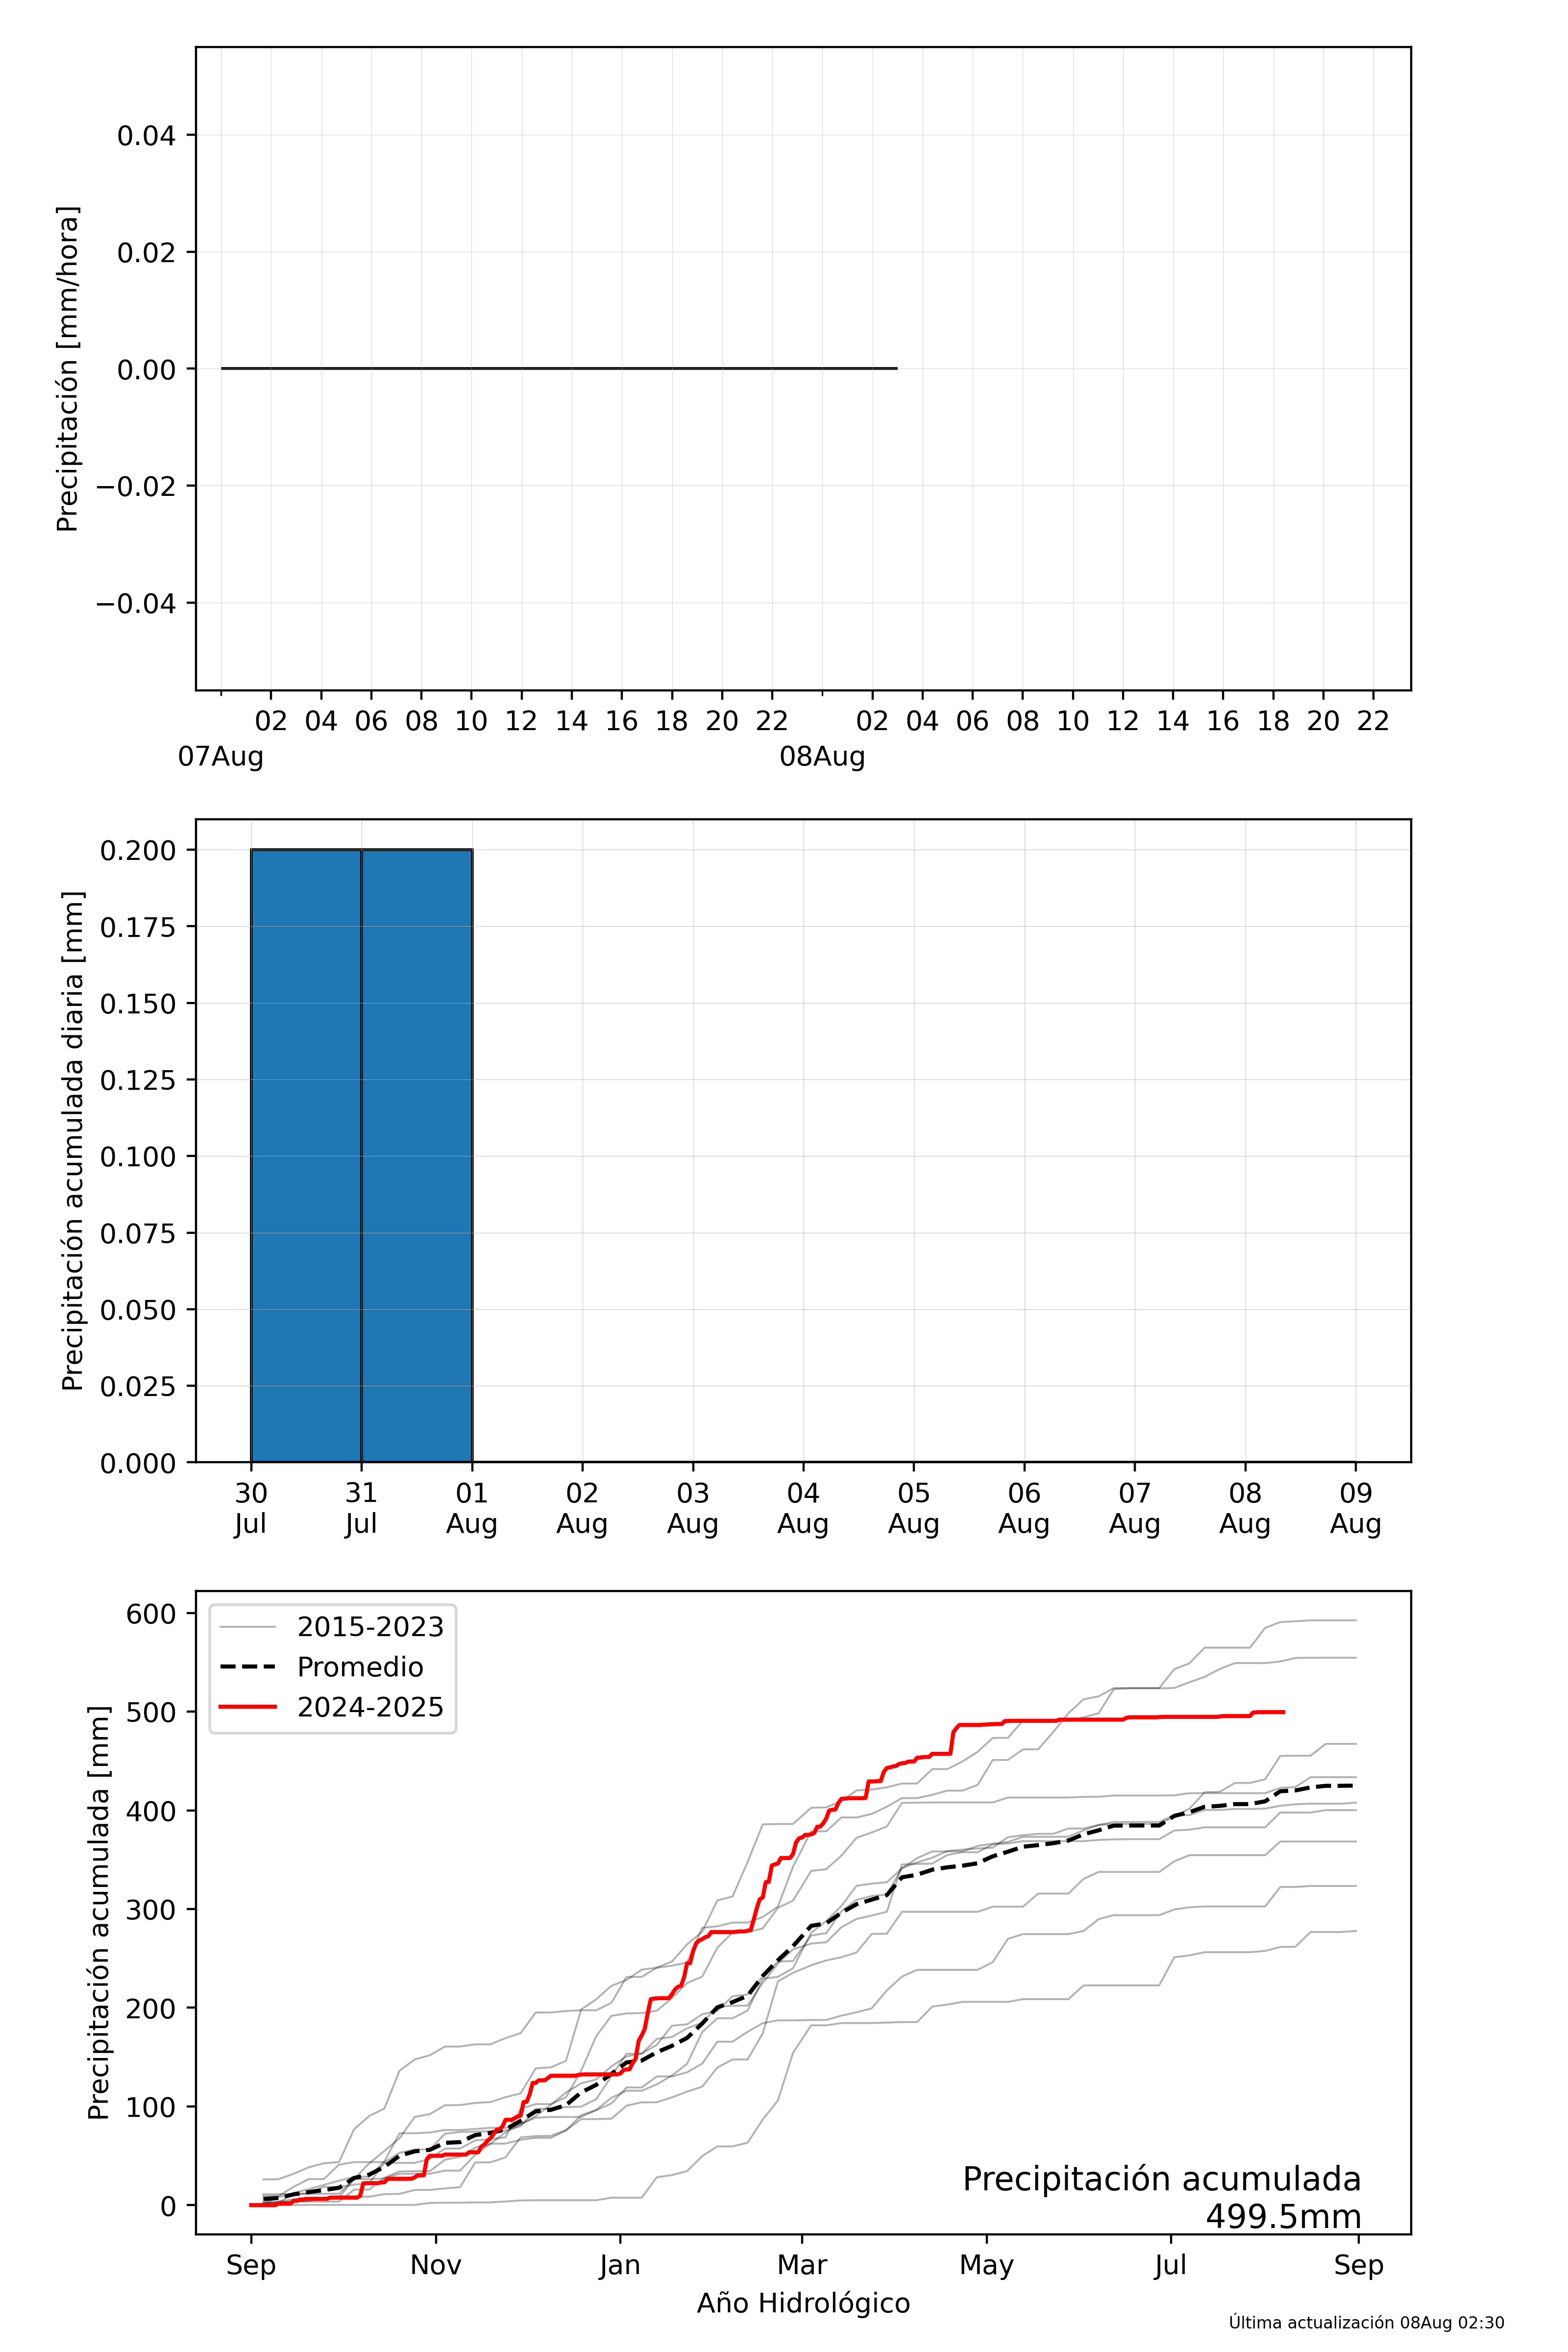 Precipitación [mm/hora]
0.04
0.02
0.00
−0.02
−0.04
02 04 06 08 10 12 14 16 18 20 22 02 04 06 08 10 12 14 16 18 20 22
07Aug 08Aug
Precipitación acumulada diaria [mm]
0.200
0.175
0.150
0.125
0.100
0.075
0.050
0.025
0.000
30 31 01 02 03 04 05 06 07 08 09
Jul Jul Aug Aug Aug Aug Aug Aug Aug Aug Aug
Precipitación acumulada [mm]
600
500
400
300
200
100
0
2015-2023
Promedio
2024-2025
Precipitación acumulada
499.5mm
Sep Nov Jan Mar May Jul Sep
Año Hidrológico
Última actualización 08Aug 02:30